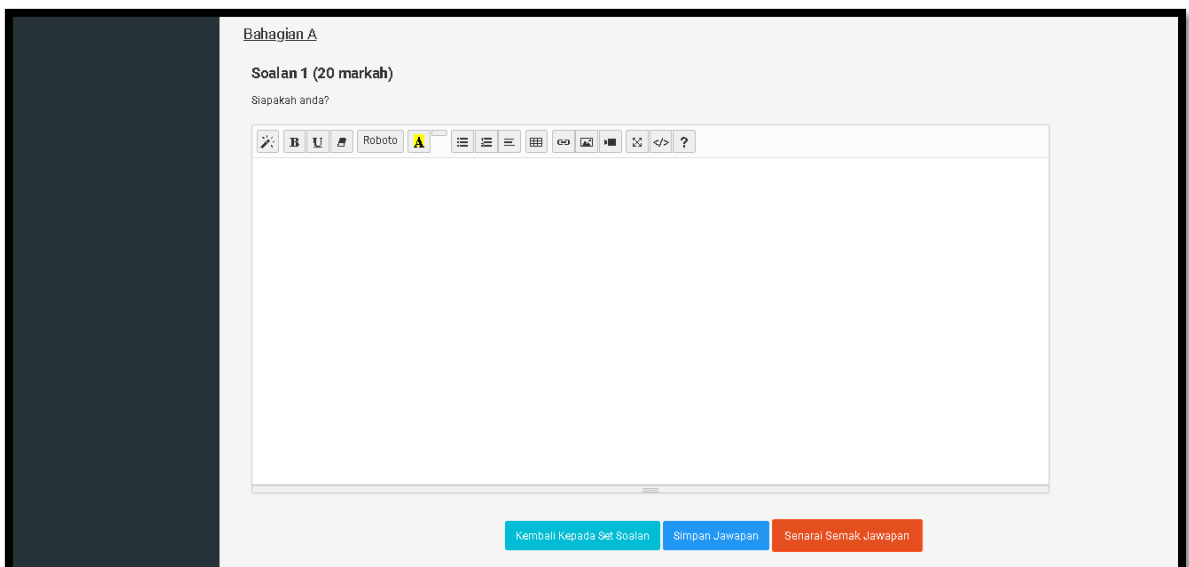 Bahagian A
Soalan 1 (20 markah)
Siapakah anda?
B U Roboto A </> ?
Kembali Kepada Set Soalan Simpan Jawapan Senarai Semak Jawapan